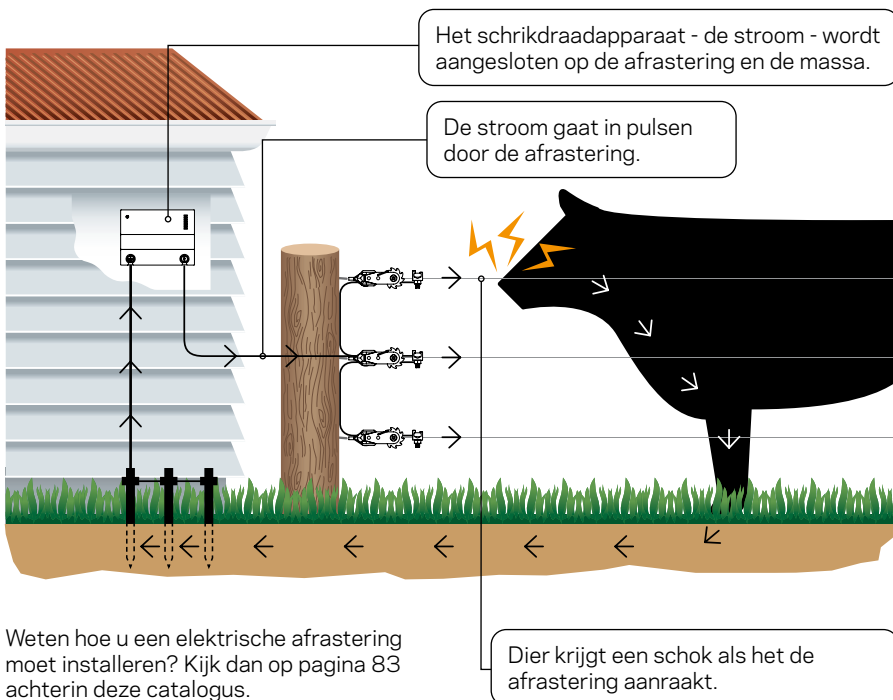 Het schrikdraadapparaat - de stroom - wordt
aangesloten op de afrastering en de massa.
De stroom gaat in pulsen
door de afrastering.
Weten hoe u een elektrische afrastering
moet installeren? Kijk dan op pagina 83
achterin deze catalogus.
Dier krijgt een schok als het de
afrastering aanraakt.